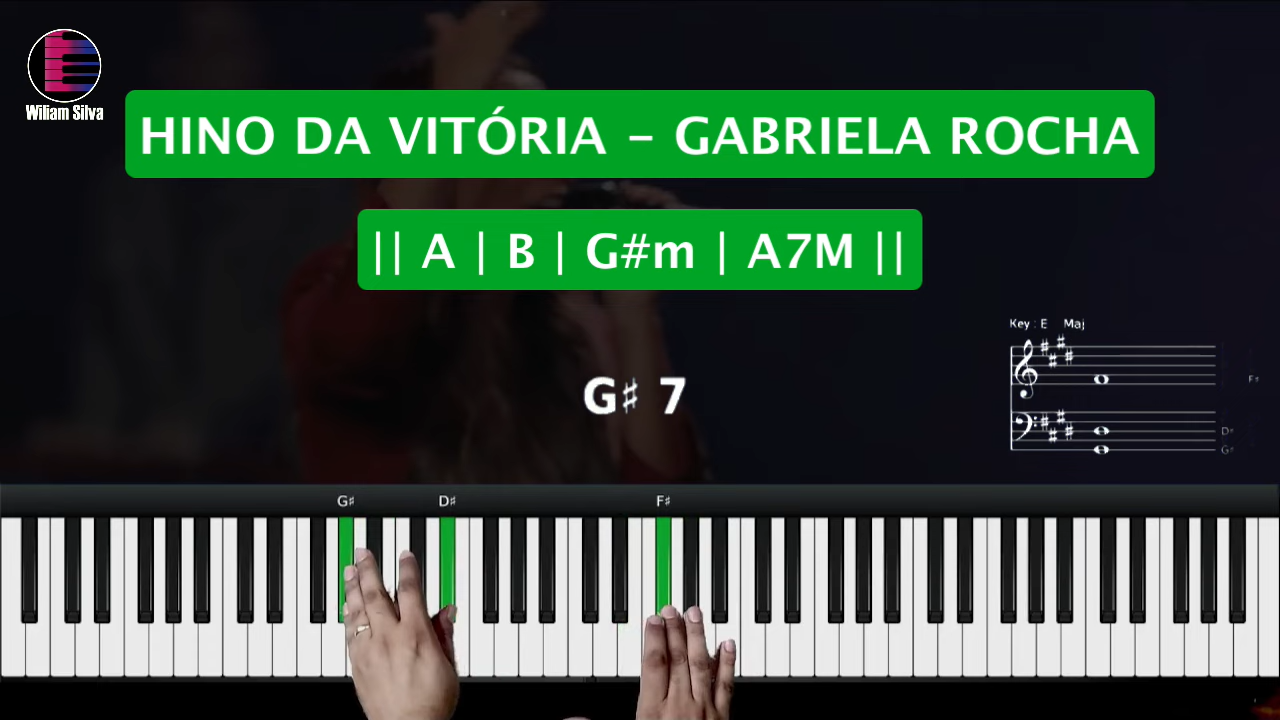 Wiliam Silva
HINO DA VITÓRIA – GABRIELA ROCHA
|| A | B | G#m | A7M ||
Key : E Maj
F♯
G♯ 7
D♯
G♯
G♯ D♯ F♯